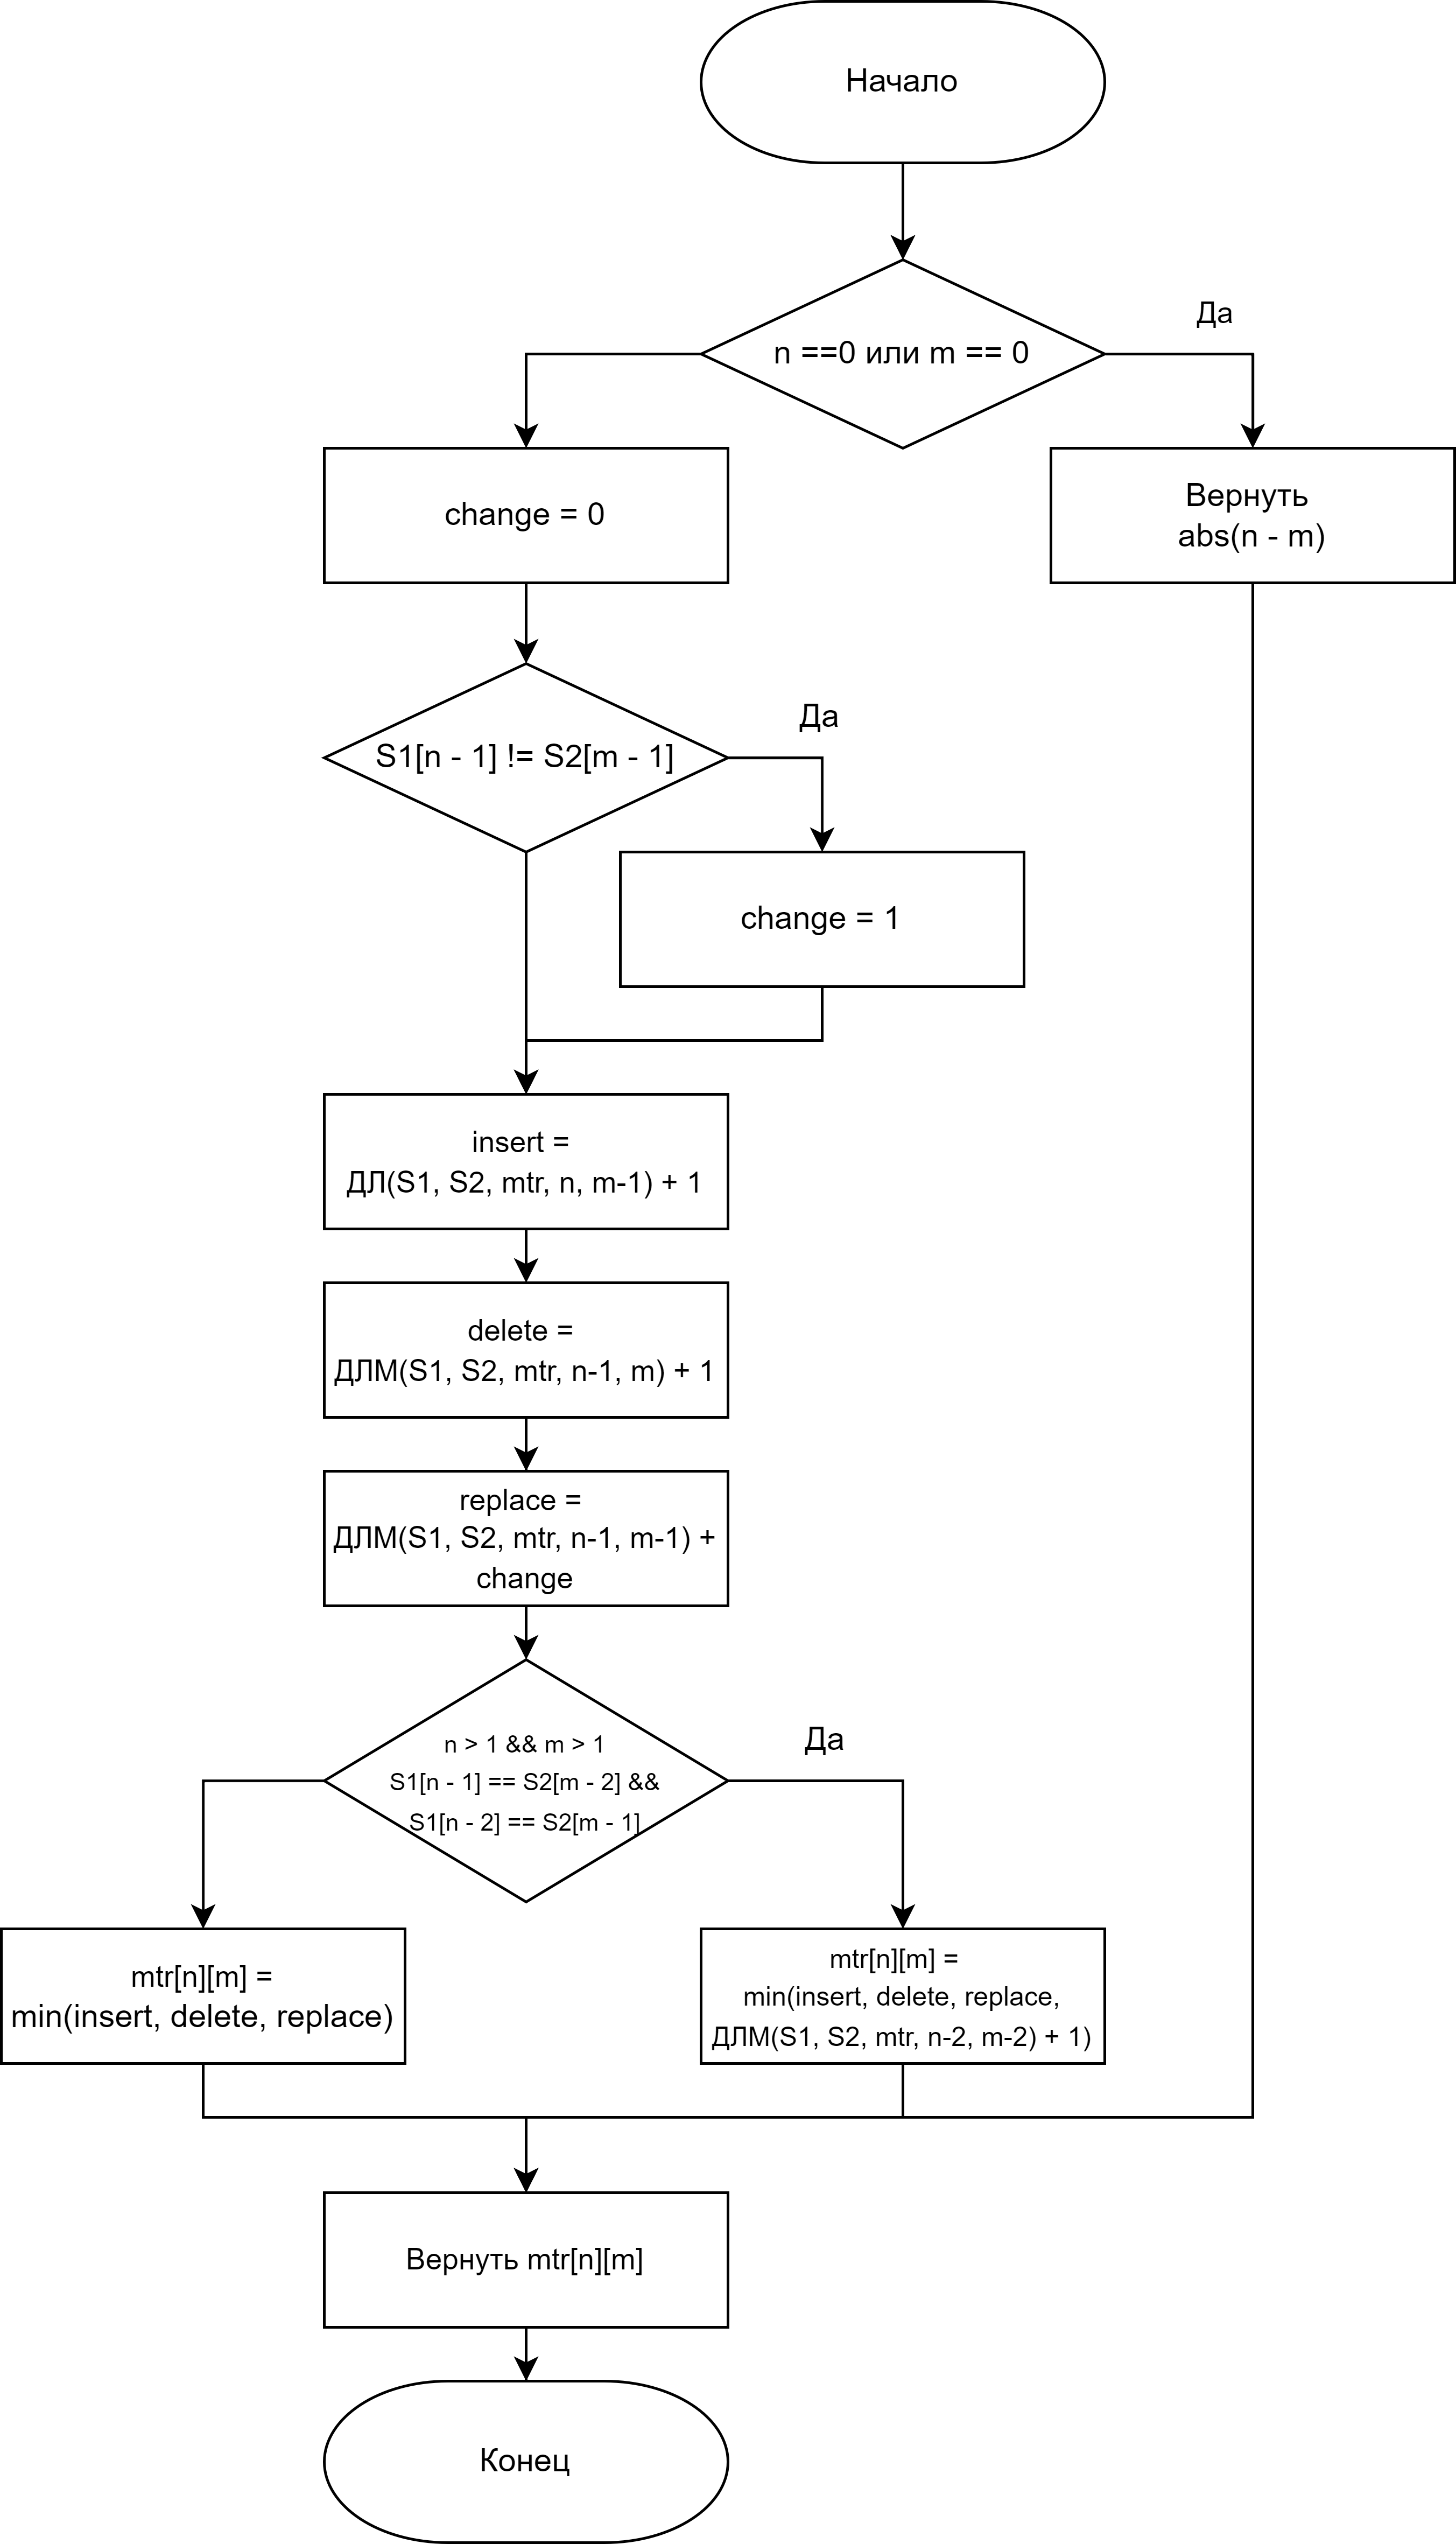 Начало
n ==0 или m == 0
Да
change = 0
Вернуть
abs(n - m)
S1[n - 1] != S2[m - 1]
Да
change = 1
insert =
ДЛ(S1, S2, mtr, n, m-1) + 1
delete =
ДЛМ(S1, S2, mtr, n-1, m) + 1
replace =
ДЛМ(S1, S2, mtr, n-1, m-1) +
change
n > 1 && m > 1
S1[n - 1] == S2[m - 2] &&
S1[n - 2] == S2[m - 1]
Да
mtr[n][m] =
min(insert, delete, replace)
mtr[n][m] =
min(insert, delete, replace,
ДЛМ(S1, S2, mtr, n-2, m-2) + 1)
Вернуть mtr[n][m]
Конец